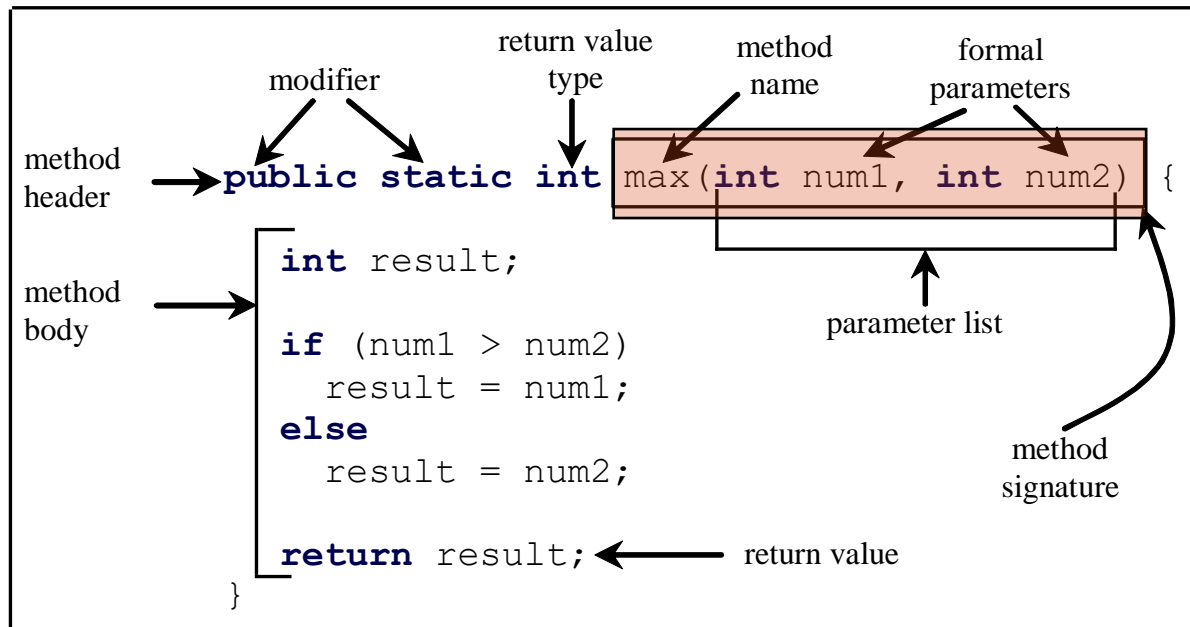 return value
type
method
name
formal
parameters
modifier
method
header
public static int max(int num1, int num2) {
int result;
method
body
parameter list
if (num1 > num2)
result = num1;
else
result = num2;
method
signature
return result;
return value
}